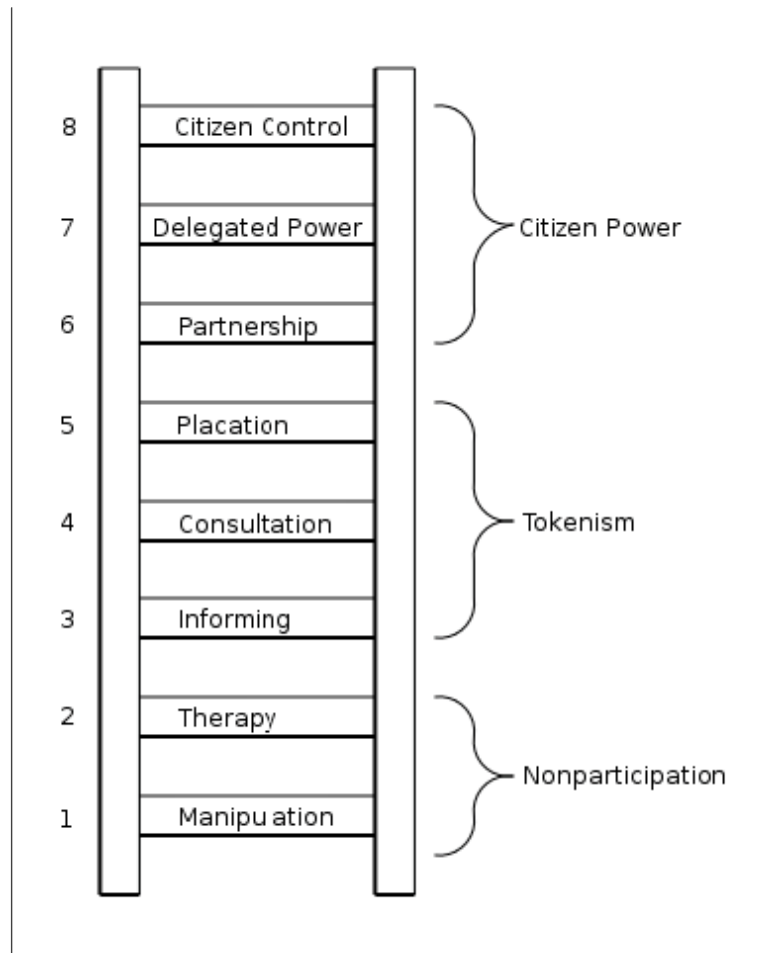 8 Citizen Control
7 Delegated Power Citizen Power
6 Partnership
5 Placation
4 Consultation Tokenism
3 Informing
2 Therapy
Nonparticipation
1 Manipu ation